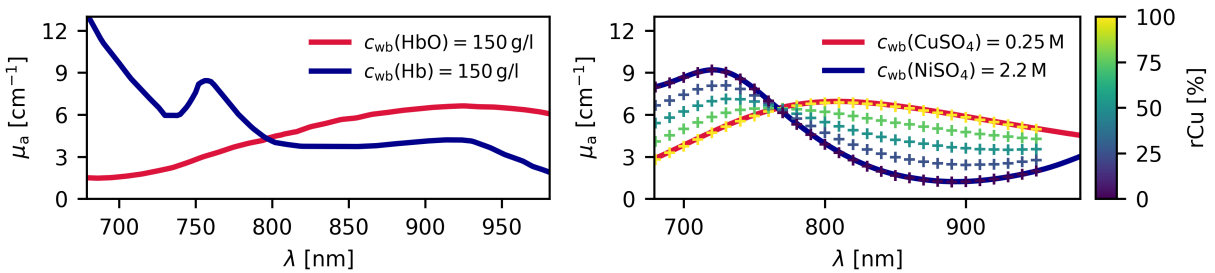 12
9
6
3
0
μa [cm−1]
700 750 800 850 900 950
λ [nm]
cwb(HbO) = 150 g/l
cwb(Hb) = 150 g/l
12
9
6
3
0
μa [cm−1]
700 800 900
λ [nm]
cwb(CuSO4) = 0.25 M
cwb(NiSO4) = 2.2 M
100
75
50
25
0
rCu [%]